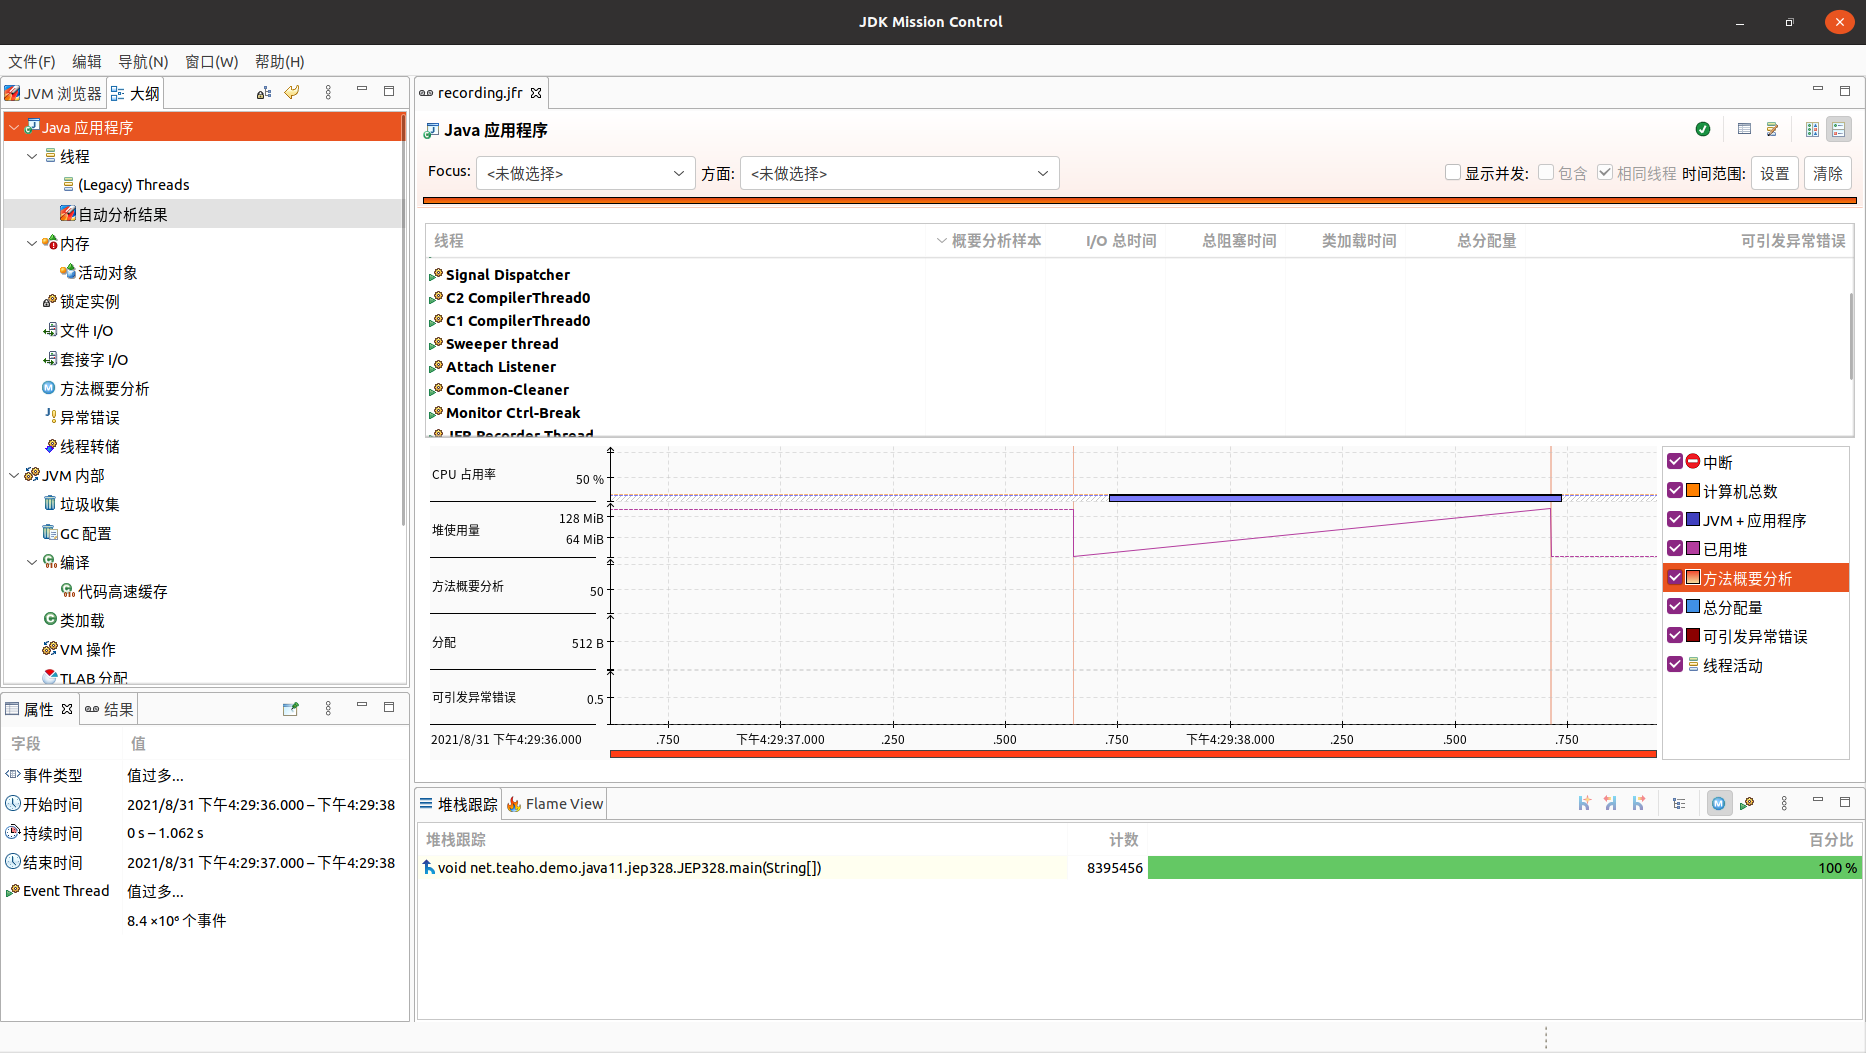 JDK Mission Control
文件(F) 编辑 导航(N) 窗口(W) 帮助(H)
JVM 浏览器 大纲
Java 应用程序
线程
(Legacy) Threads
自动分析结果
内存
活动对象
锁定实例
文件 I/O
套接字 I/O
方法概要分析
异常错误
线程转储
JVM 内部
垃圾收集
GC 配置
编译
代码高速缓存
类加载
VM 操作
TLAB 分配
属性 结果
字段 值
事件类型 值过多...
开始时间 2021/8/31 下午4:29:36.000 – 下午4:29:38
持续时间 0 s – 1.062 s
结束时间 2021/8/31 下午4:29:37.000 – 下午4:29:38
Event Thread 值过多...
8.4 ×10⁶ 个事件
recording.jfr
Java 应用程序
Focus: <未做选择> 方面: <未做选择> 显示并发: 包含 相同线程 时间范围: 设置 清除
线程 概要分析样本 I/O 总时间 总阻塞时间 类加载时间 总分配量 可引发异常错误
Signal Dispatcher
C2 CompilerThread0
C1 CompilerThread0
Sweeper thread
Attach Listener
Common-Cleaner
Monitor Ctrl-Break
JFR Recorder Thread
CPU 占用率 50 %
堆使用量 128 MiB
64 MiB
方法概要分析 50
分配 512 B
可引发异常错误 0.5
2021/8/31 下午4:29:36.000 .750 下午4:29:37.000 .250 .500 .750 下午4:29:38.000 .250 .500 .750
中断
计算机总数
JVM + 应用程序
已用堆
方法概要分析
总分配量
可引发异常错误
线程活动
堆栈跟踪 Flame View
堆栈跟踪 计数 百分比
void net.teaho.demo.java11.jep328.JEP328.main(String[]) 8395456 100 %